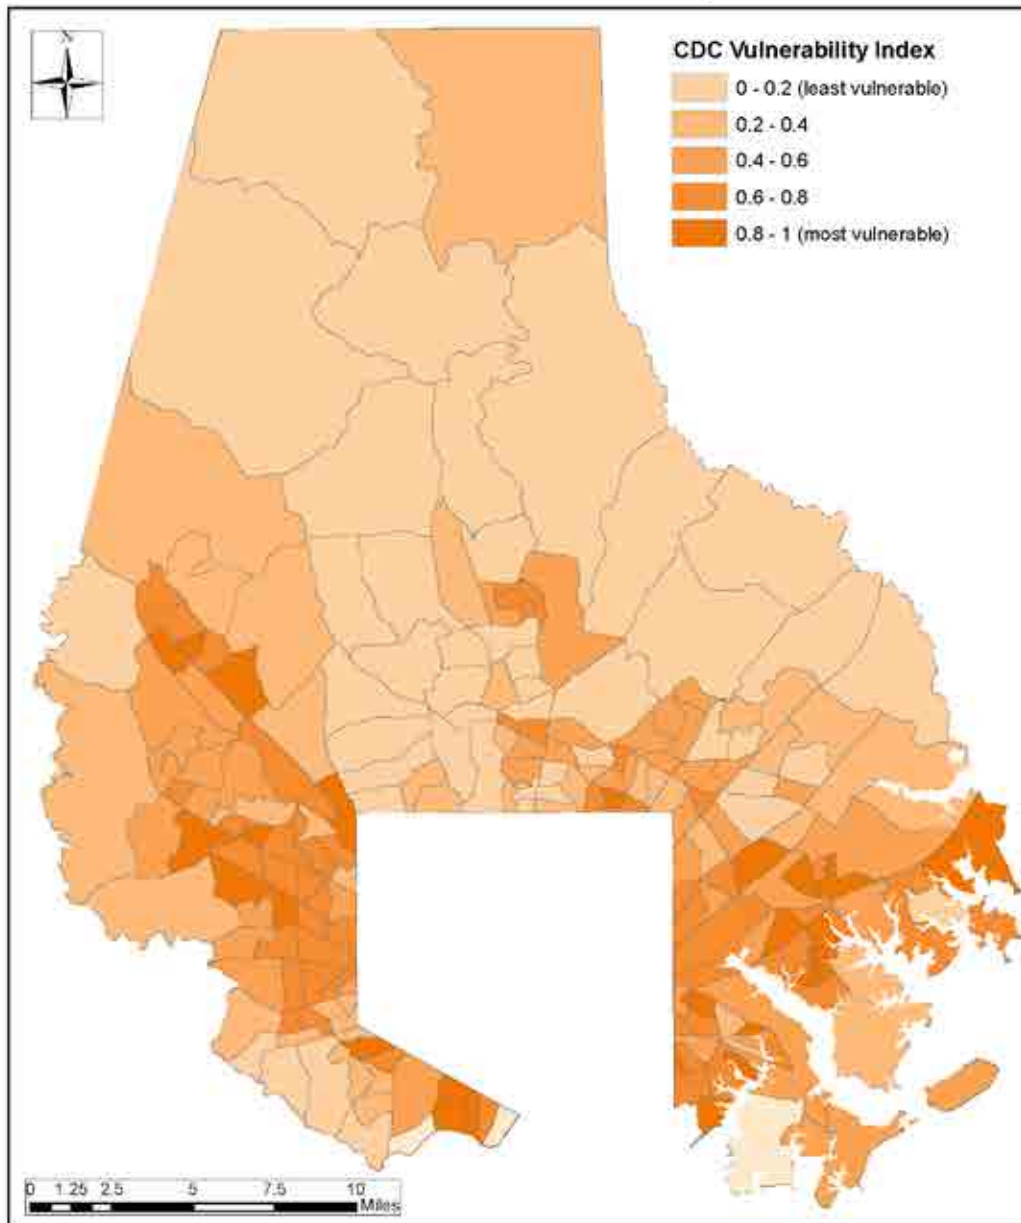 N
CDC Vulnerability Index
0 - 0.2 (least vulnerable)
0.2 - 0.4
0.4 - 0.6
0.6 - 0.8
0.8 - 1 (most vulnerable)
0 1.25 2.5 5 7.5 10
Miles